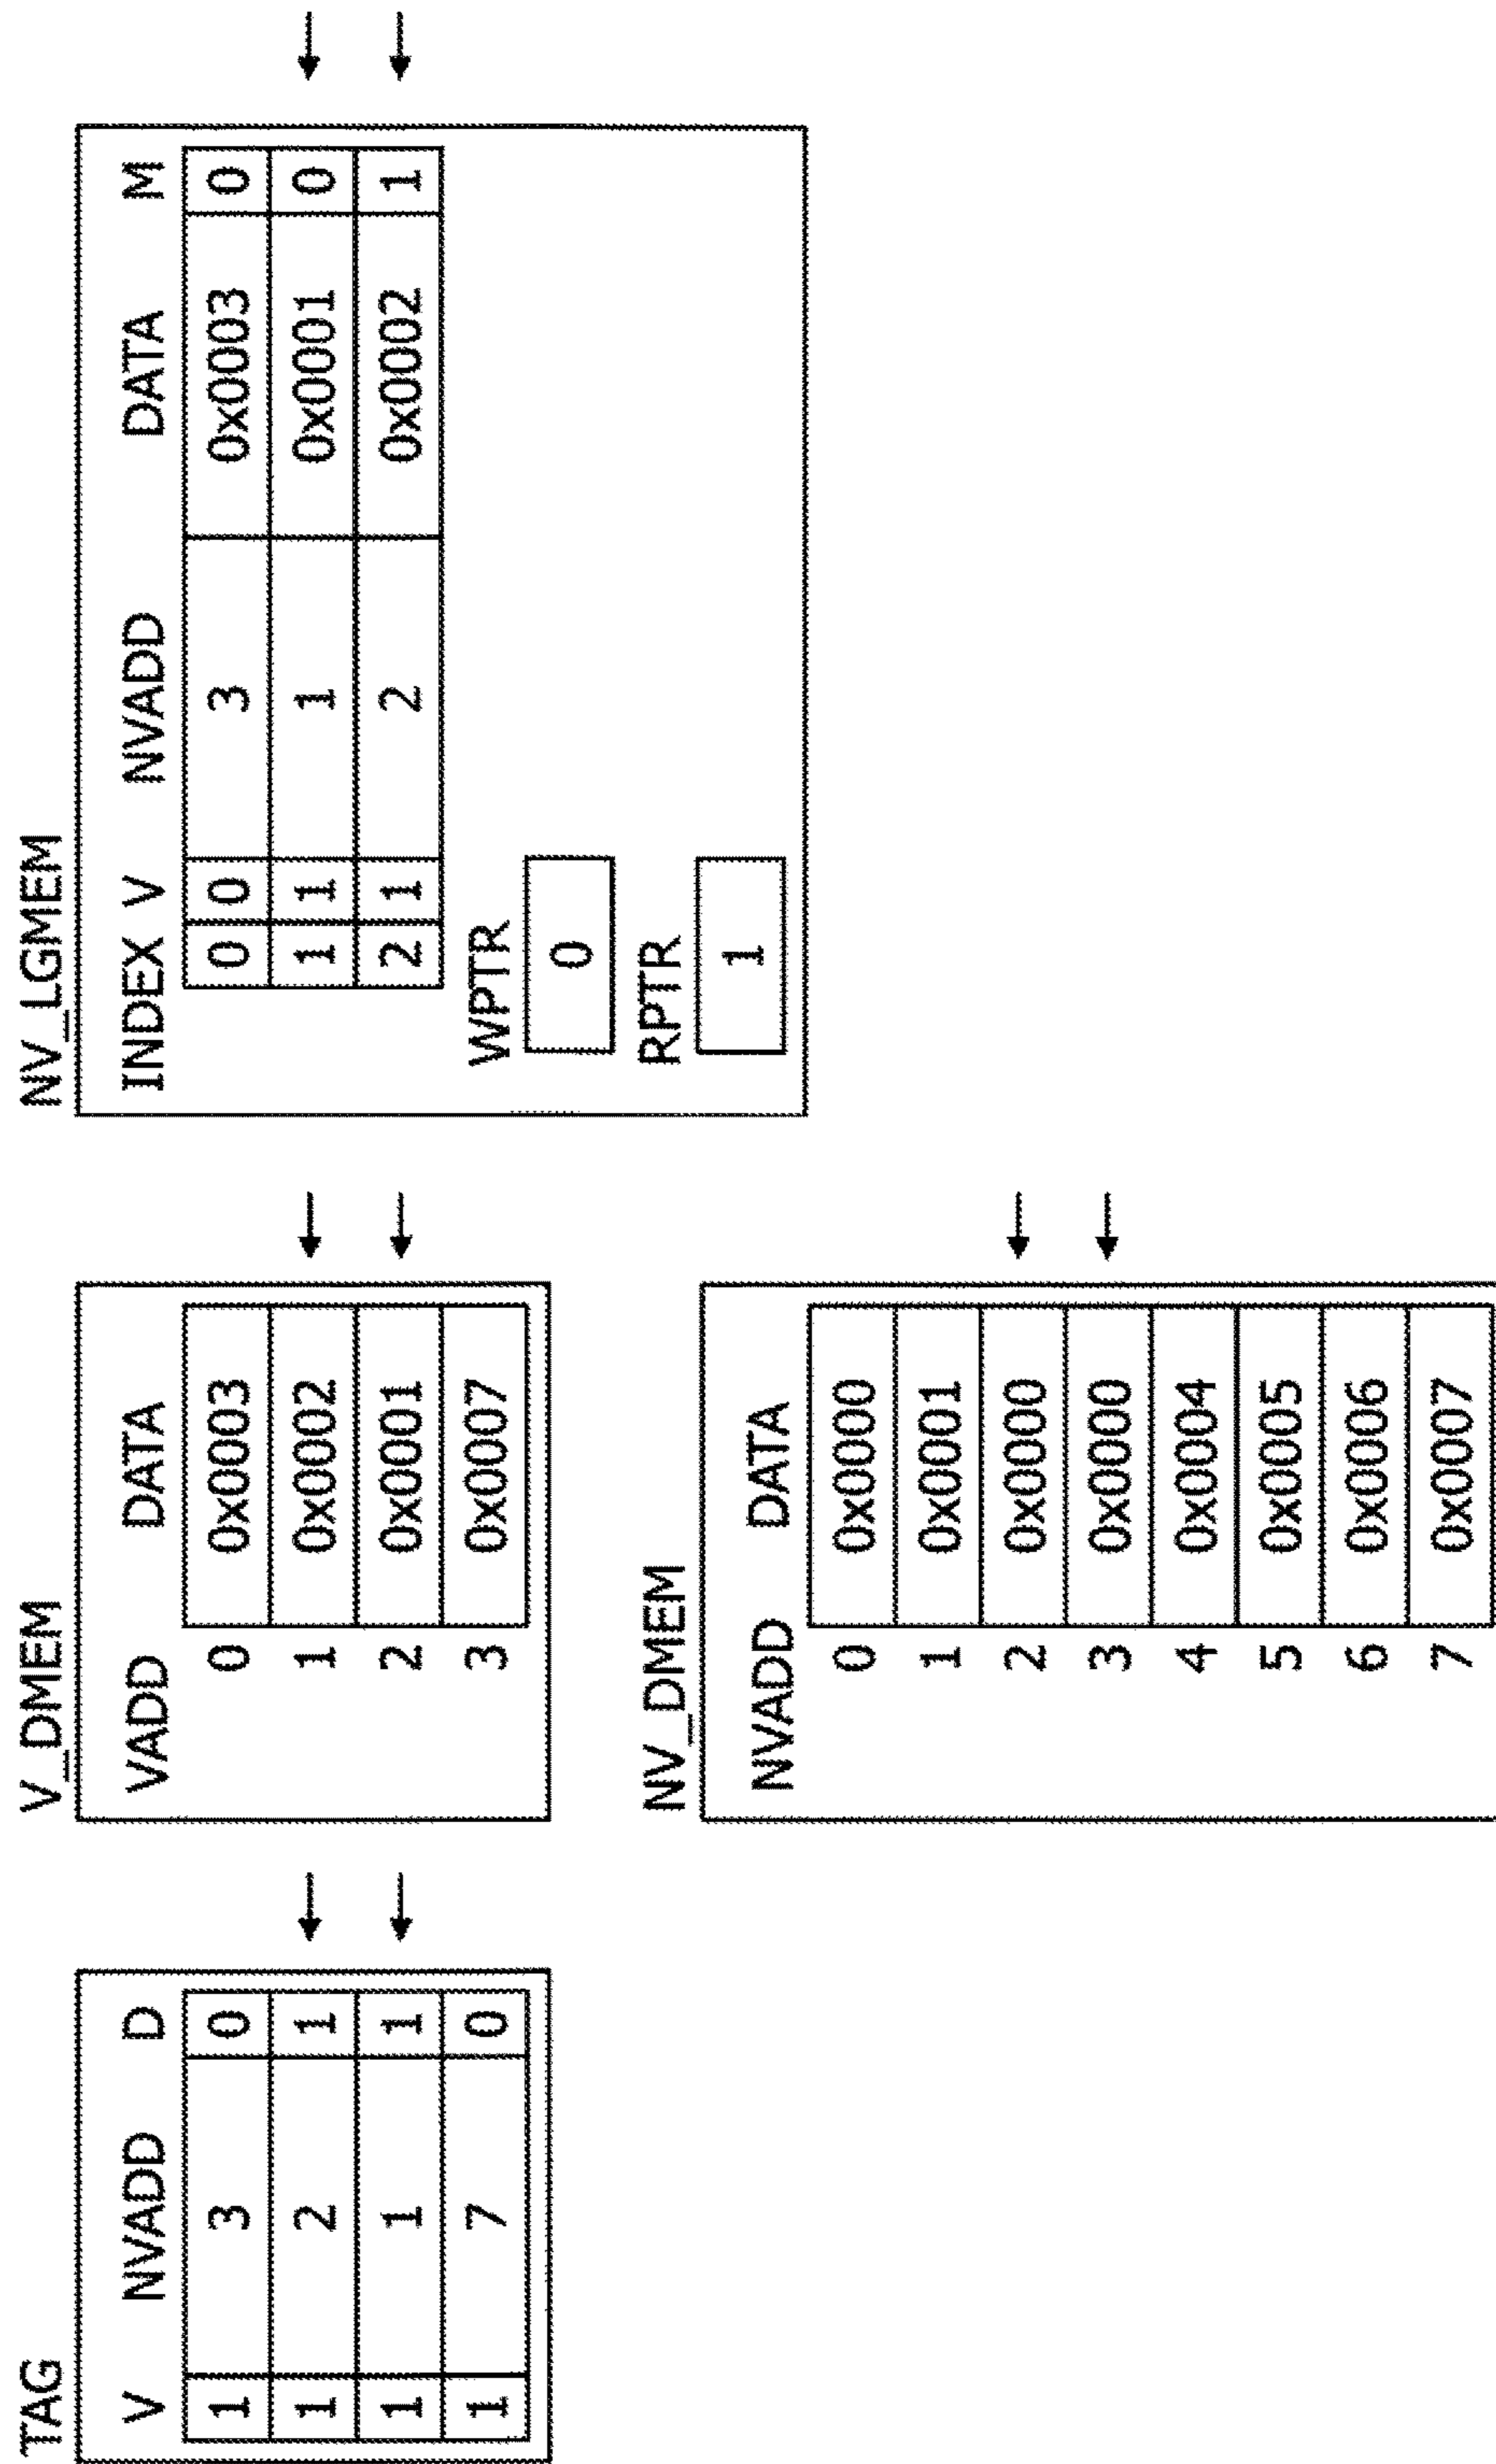 TAG
V NVADD D
1 3 0
1 2 1
1 1 1
1 7 0
V_DMEM
VADD DATA
0 0x0003
1 0x0002
2 0x0001
3 0x0007
NV_DMEM
NVADD DATA
0 0x0000
1 0x0001
2 0x0000
3 0x0000
4 0x0004
5 0x0005
6 0x0006
7 0x0007
NV_LGMEM
INDEX V NVADD DATA M
0 0 3 0x0003 0
1 1 1 0x0001 0
2 1 2 0x0002 1
WPTR
0
RPTR
1